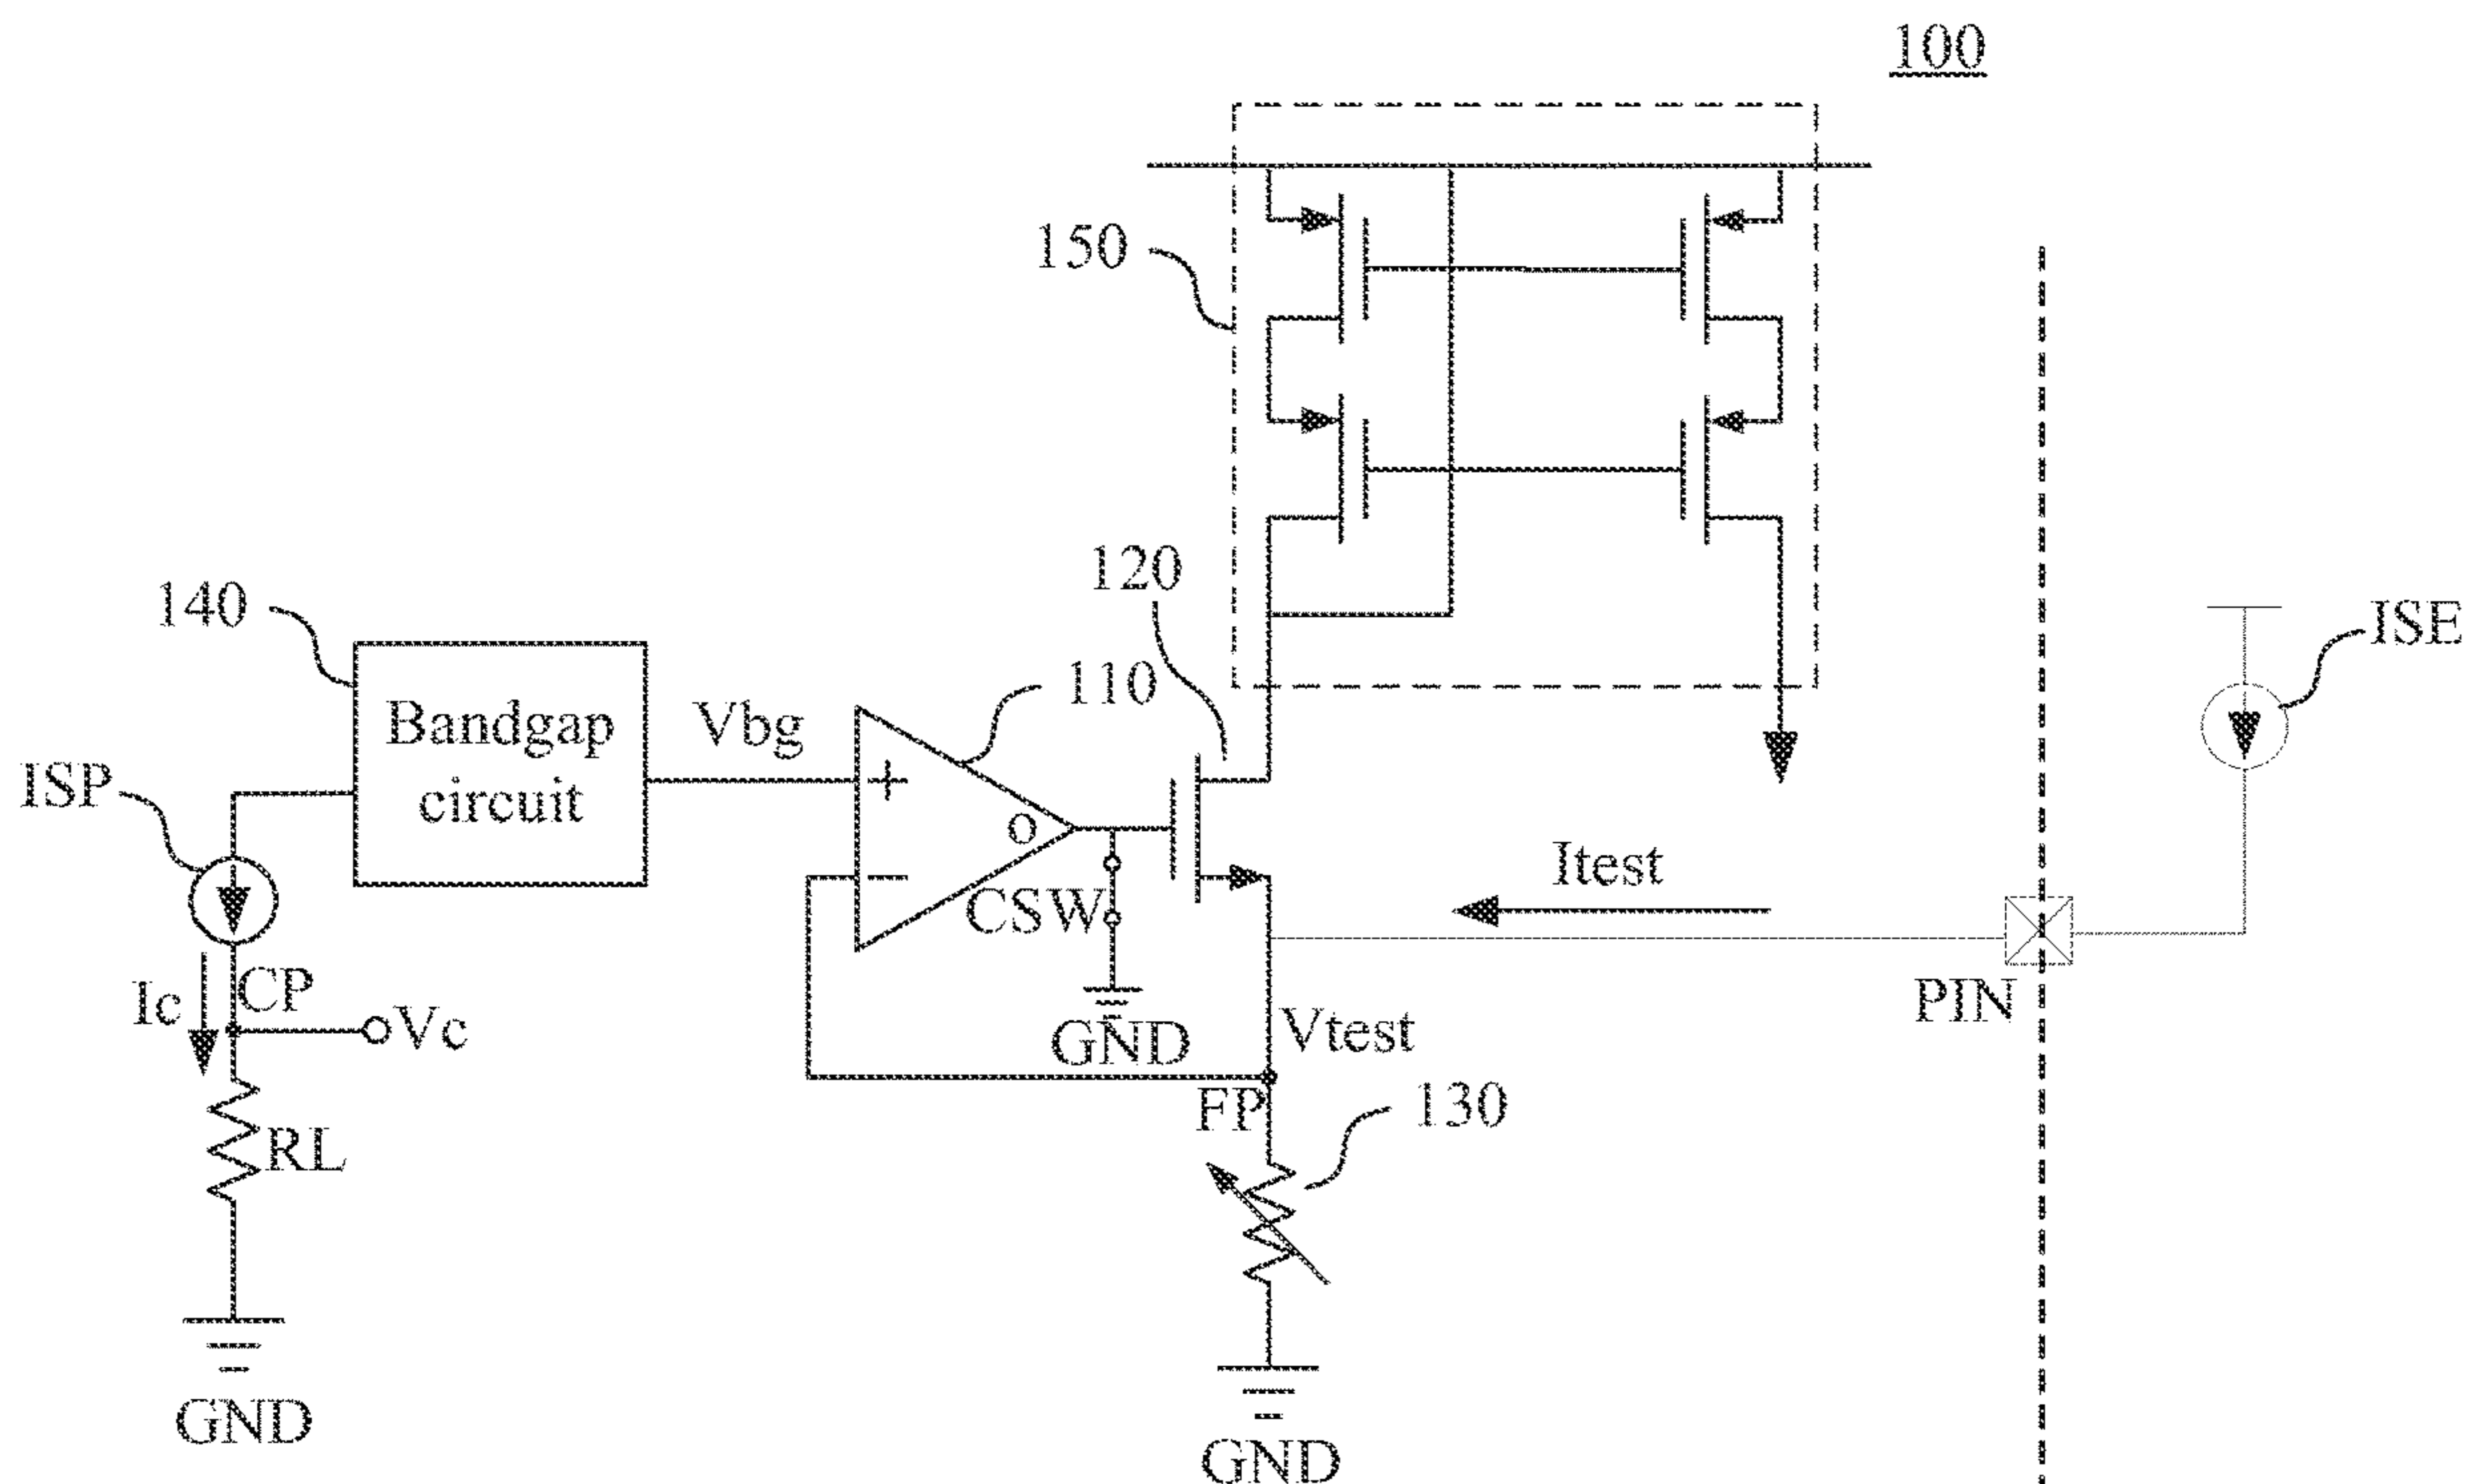 100
150
120
140
ISE
110
Bandgap
circuit
Vbg
ISP
+
o
−
Itest
CSW
CP
Ic
Vc
PIN
GND
Vtest
FP
130
RL
GND
GND